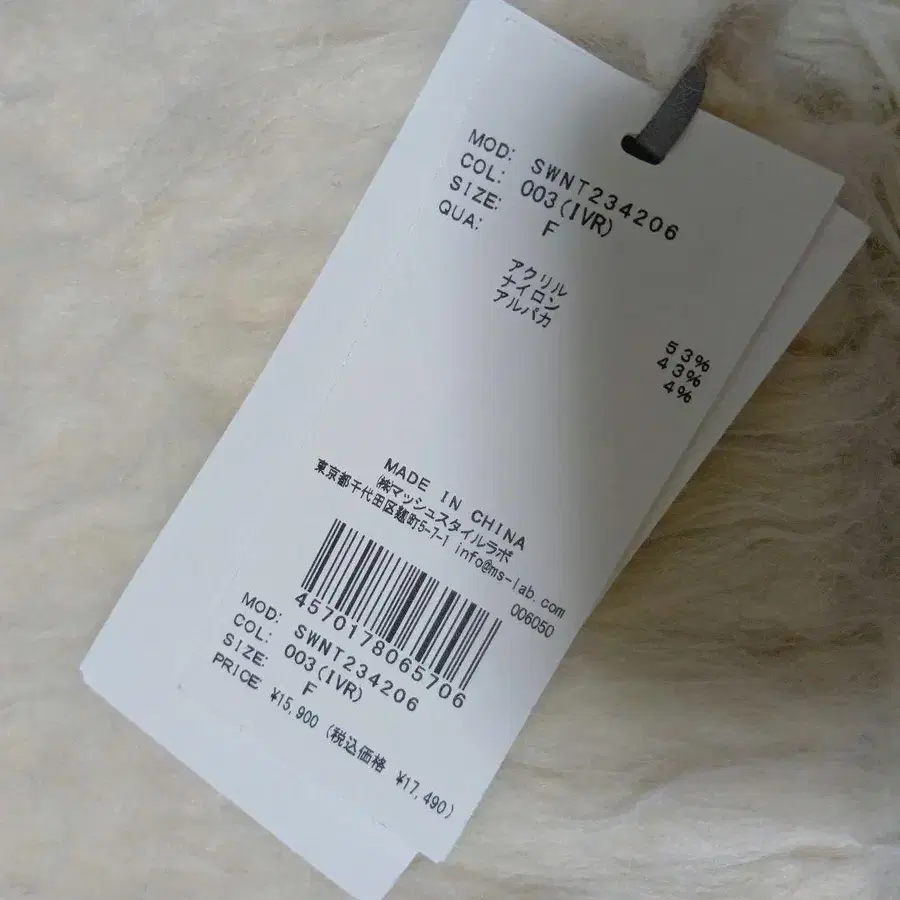 MOD: SWNT234206
COL: 003(IVR)
SIZE: F
QUA:
アクリル 53%
ナイロン 43%
アルパカ 4%
MADE IN CHINA
㈱マッシュスタイルラボ
東京都千代田区麹町5-7-1 info@ms-lab.com
006050
4570178065706
MOD: SWNT234206
COL: 003(IVR)
SIZE: F
PRICE ¥15,900 (税込価格 ¥17,490)